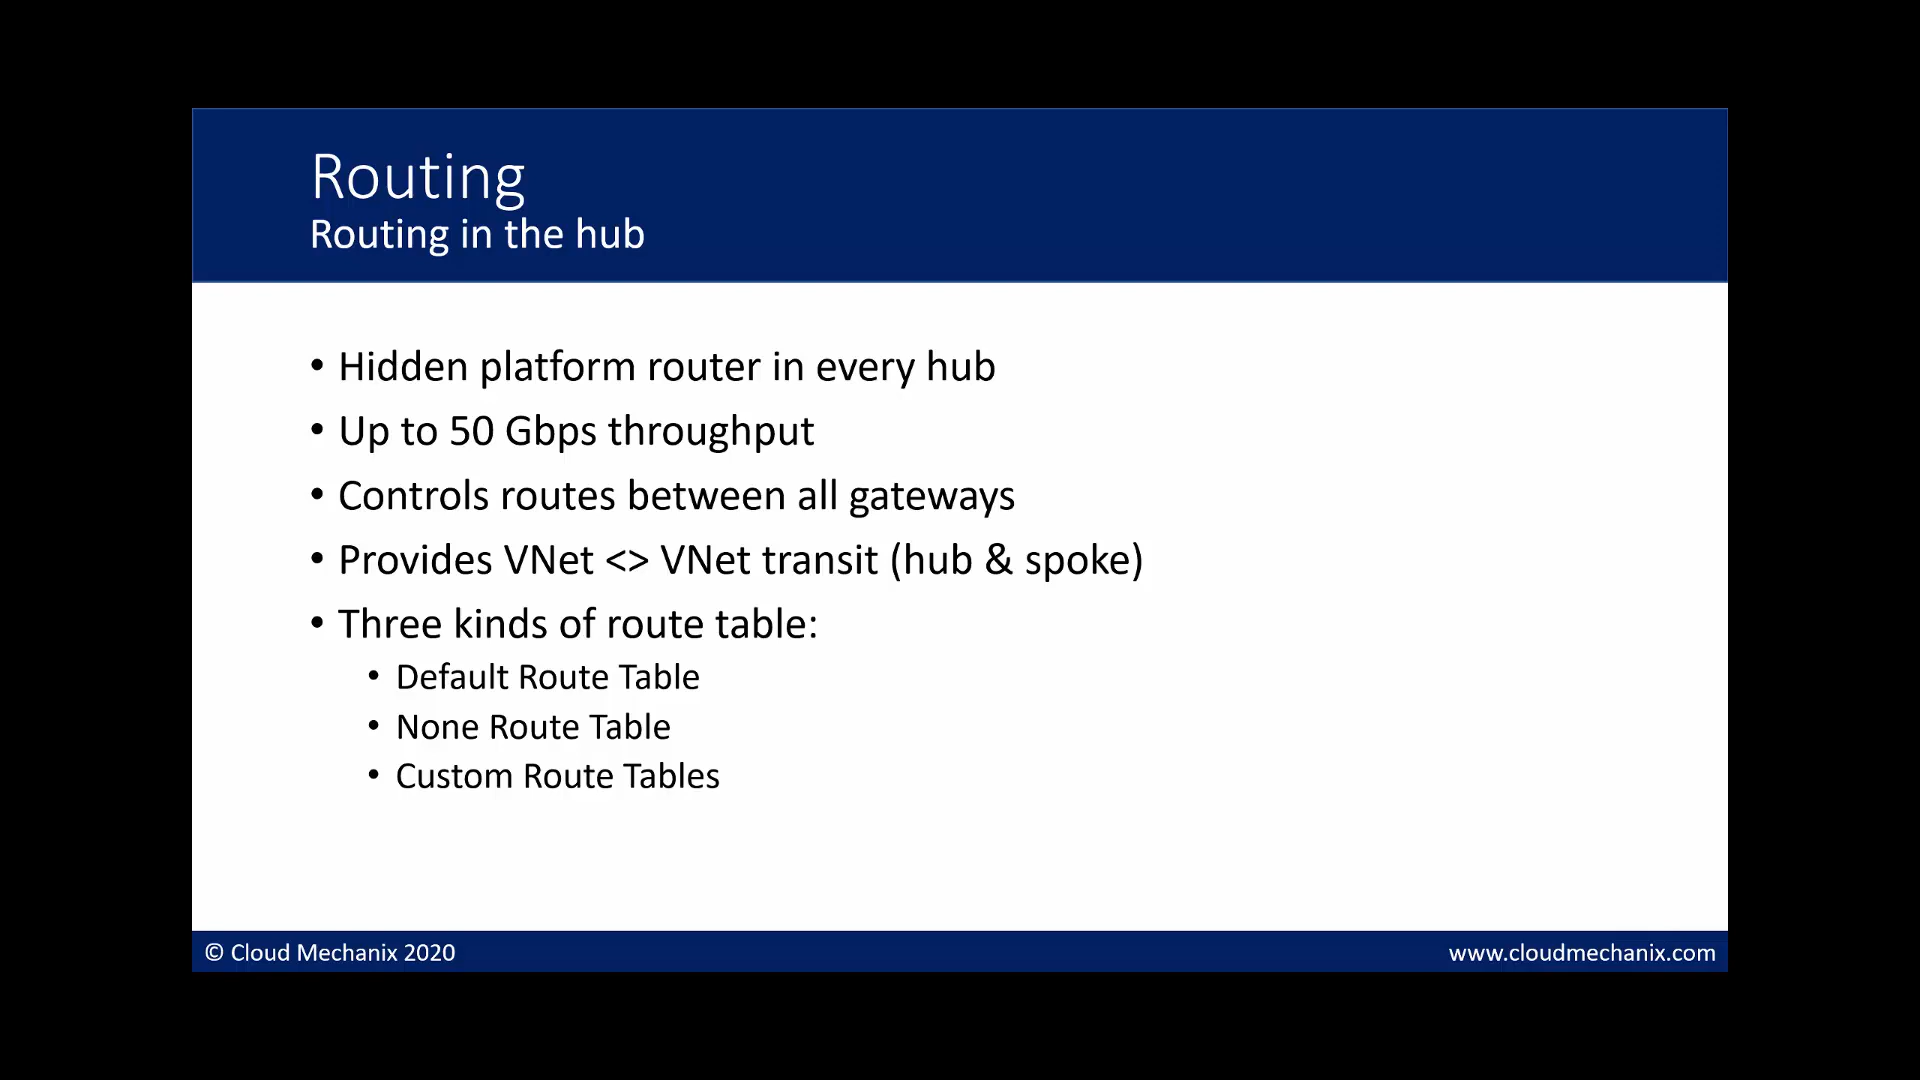 Routing
Routing in the hub
• Hidden platform router in every hub
• Up to 50 Gbps throughput
• Controls routes between all gateways
• Provides VNet <> VNet transit (hub & spoke)
• Three kinds of route table:
• Default Route Table
• None Route Table
• Custom Route Tables
© Cloud Mechanix 2020
www.cloudmechanix.com